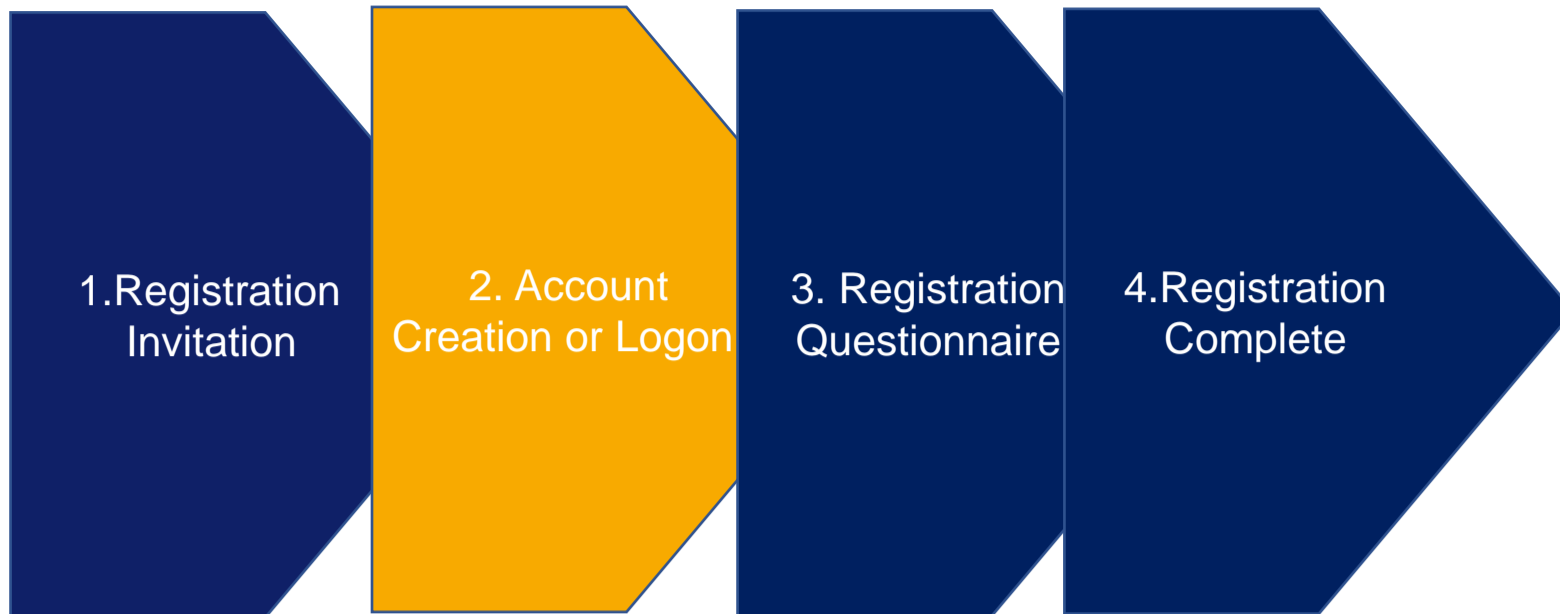 1.Registration
Invitation
2. Account
Creation or Logon
3. Registration
Questionnaire
4.Registration
Complete